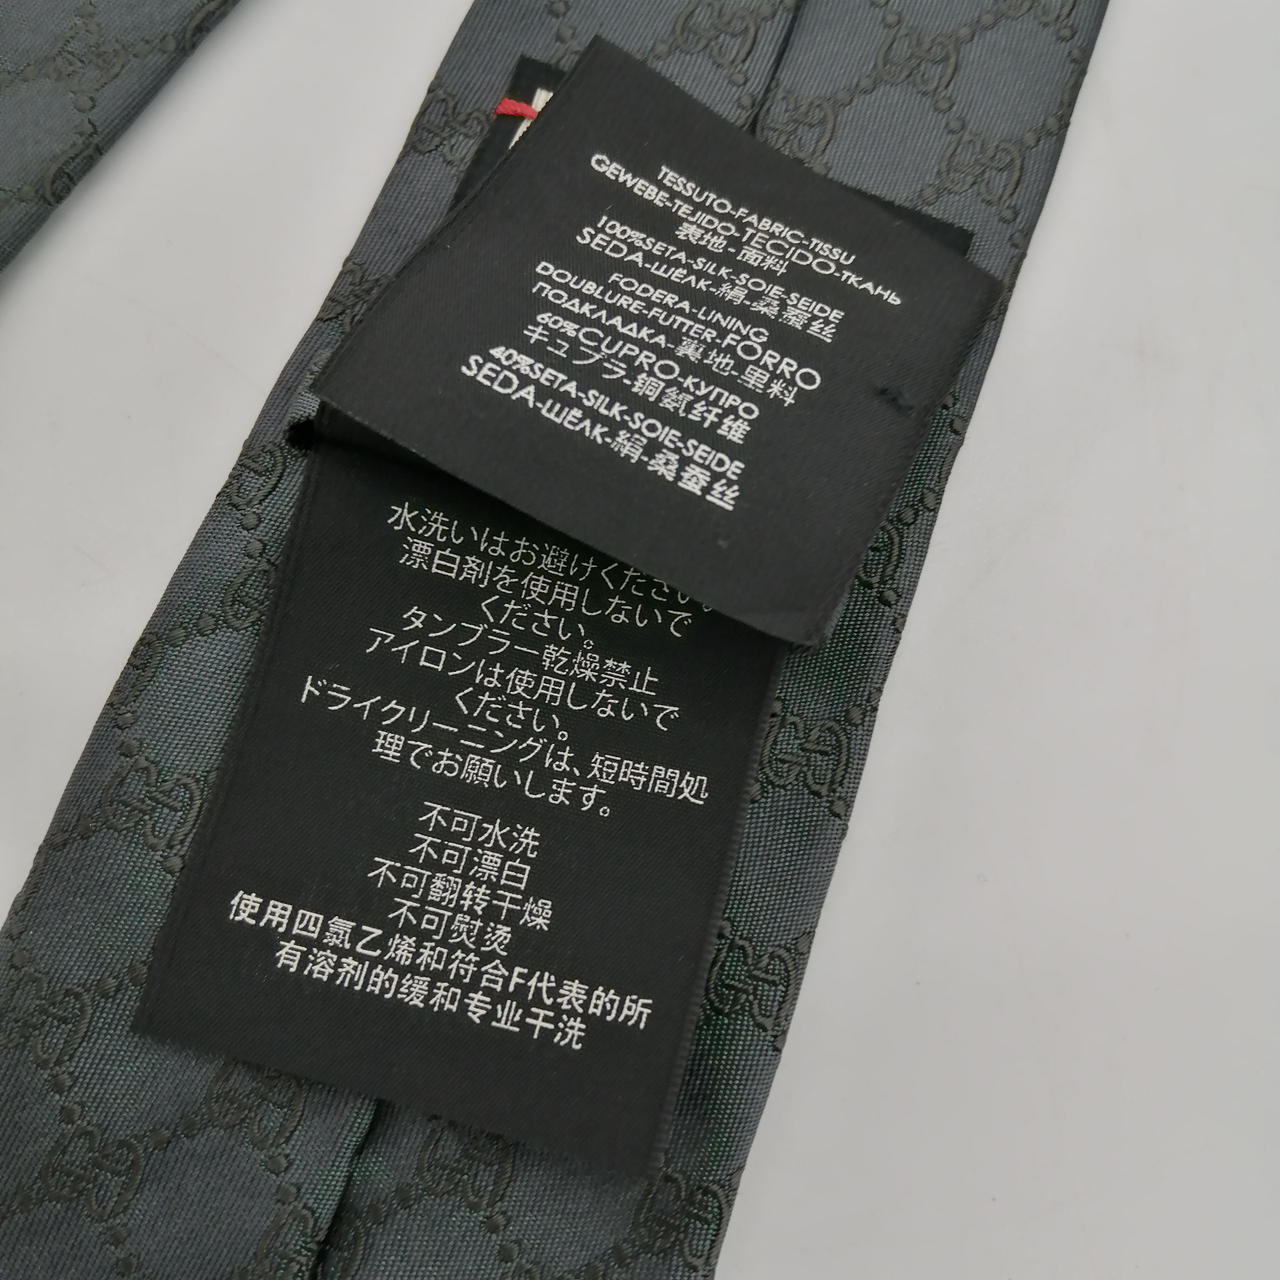 TESSUTO-FABRIC-TISSU
GEWEBE-TEJIDO-TECIDO-ТКАНЬ
表地-面料
100%SETA-SILK-SOIE-SEIDE
SEDA-ШЁЛК-絹-桑蚕丝
FODERA-LINING
DOUBLURE-FUTTER-FORRO
ПОДКЛАДКА-裏地-里料
60%CUPRO-КУПРО
キュプラ-铜氨纤维
40%SETA-SILK-SOIE-SEIDE
SEDA-ШЁЛК-絹-桑蚕丝
水洗いはお避けください。
漂白剤を使用しないで
ください。
タンブラー乾燥禁止
アイロンは使用しないで
ください。
ドライクリーニングは、短時間処
理でお願いします。
不可水洗
不可漂白
不可翻转干燥
不可熨烫
使用四氯乙烯和符合F代表的所
有溶剂的缓和专业干洗